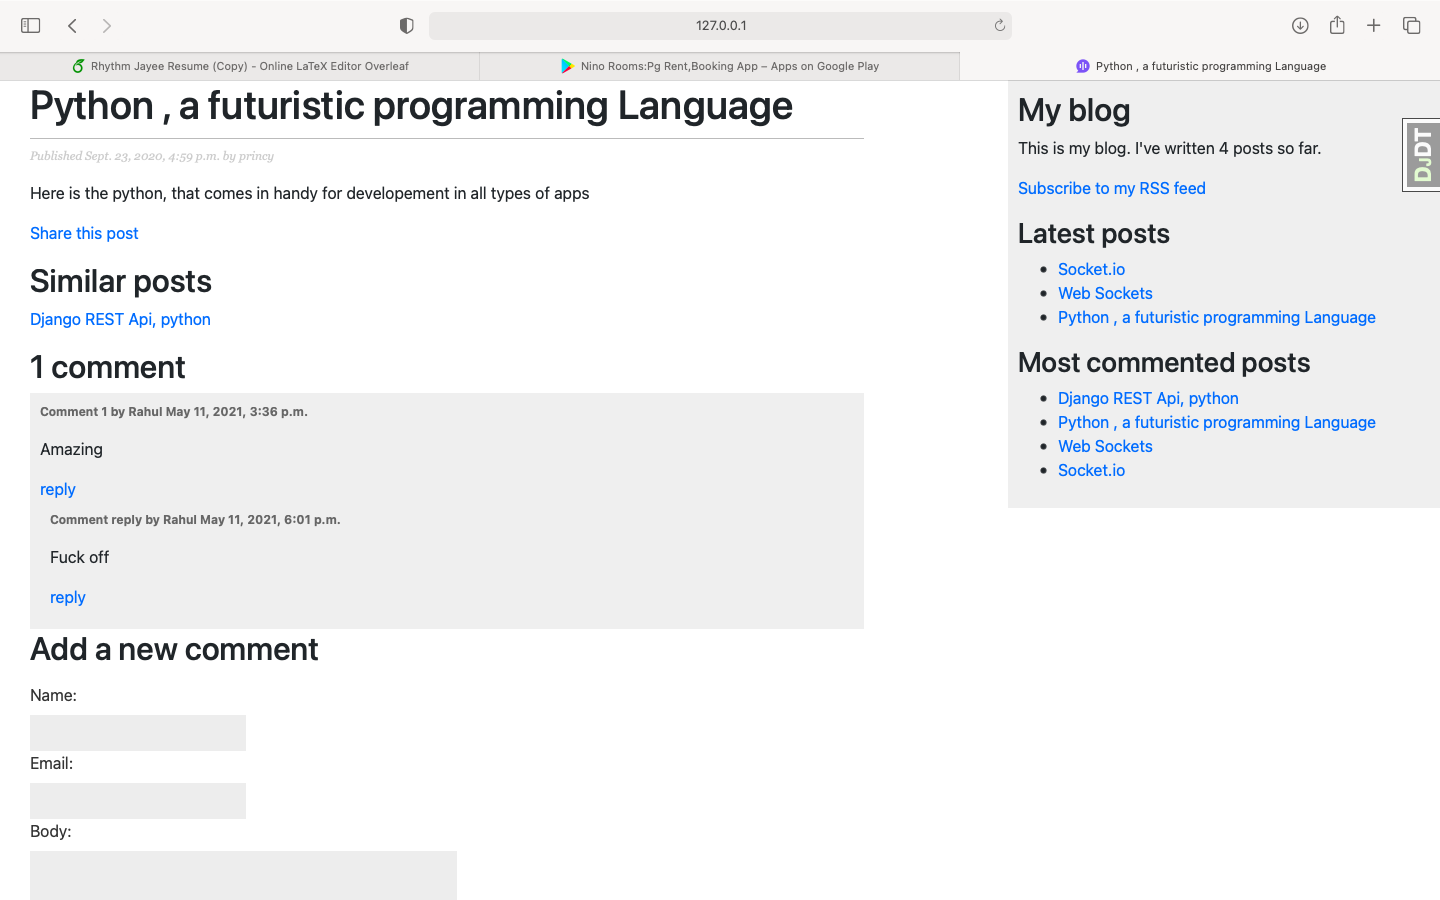 127.0.0.1
Rhythm Jayee Resume (Copy) - Online LaTeX Editor Overleaf
Nino Rooms:Pg Rent,Booking App – Apps on Google Play
Python , a futuristic programming Language
Python , a futuristic programming Language
Published Sept. 23, 2020, 4:59 p.m. by princy
Here is the python, that comes in handy for developement in all types of apps
Share this post
Similar posts
Django REST Api, python
1 comment
Comment 1 by Rahul May 11, 2021, 3:36 p.m.
Amazing
reply
Comment reply by Rahul May 11, 2021, 6:01 p.m.
Fuck off
reply
Add a new comment
Name:
Email:
Body:
My blog
This is my blog. I've written 4 posts so far.
Subscribe to my RSS feed
Latest posts
Socket.io
Web Sockets
Python , a futuristic programming Language
Most commented posts
Django REST Api, python
Python , a futuristic programming Language
Web Sockets
Socket.io
DJDT